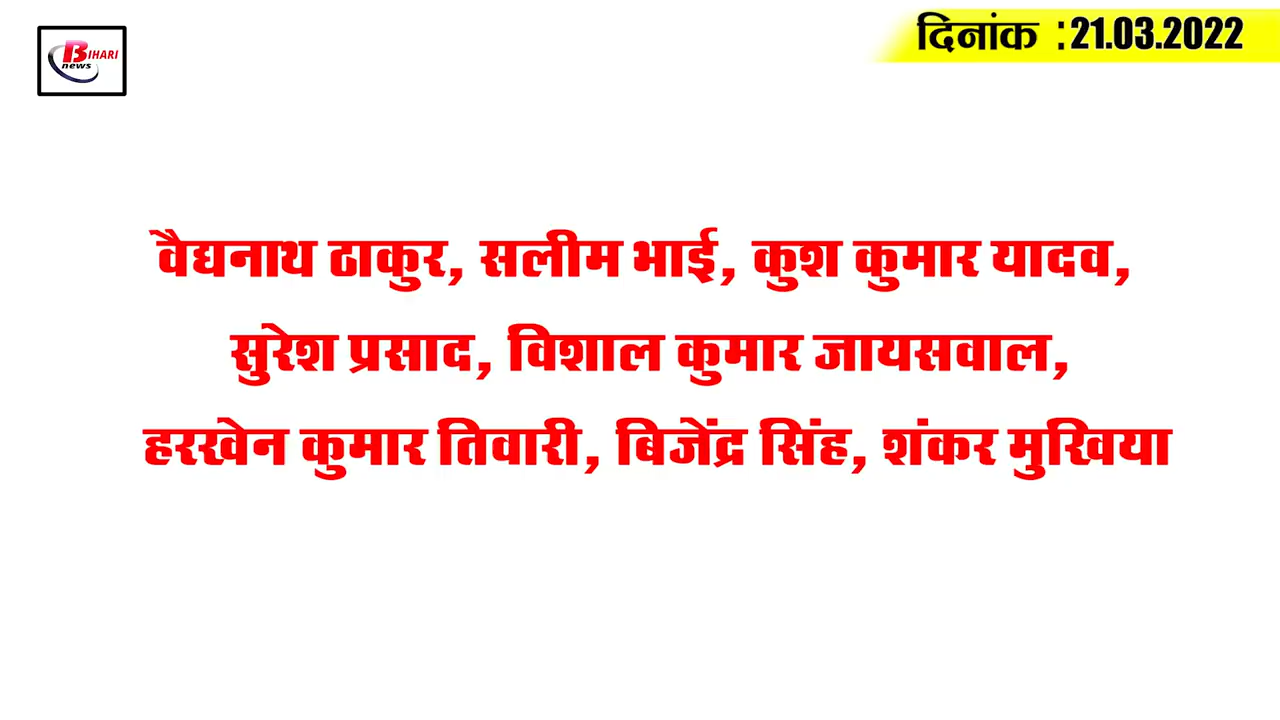 BIHARI
news
दिनांक :21.03.2022
वैद्यनाथ ठाकुर, सलीम भाई, कुश कुमार यादव,
सुरेश प्रसाद, विशाल कुमार जायसवाल,
हरखेन कुमार तिवारी, बिजेंद्र सिंह, शंकर मुखिया